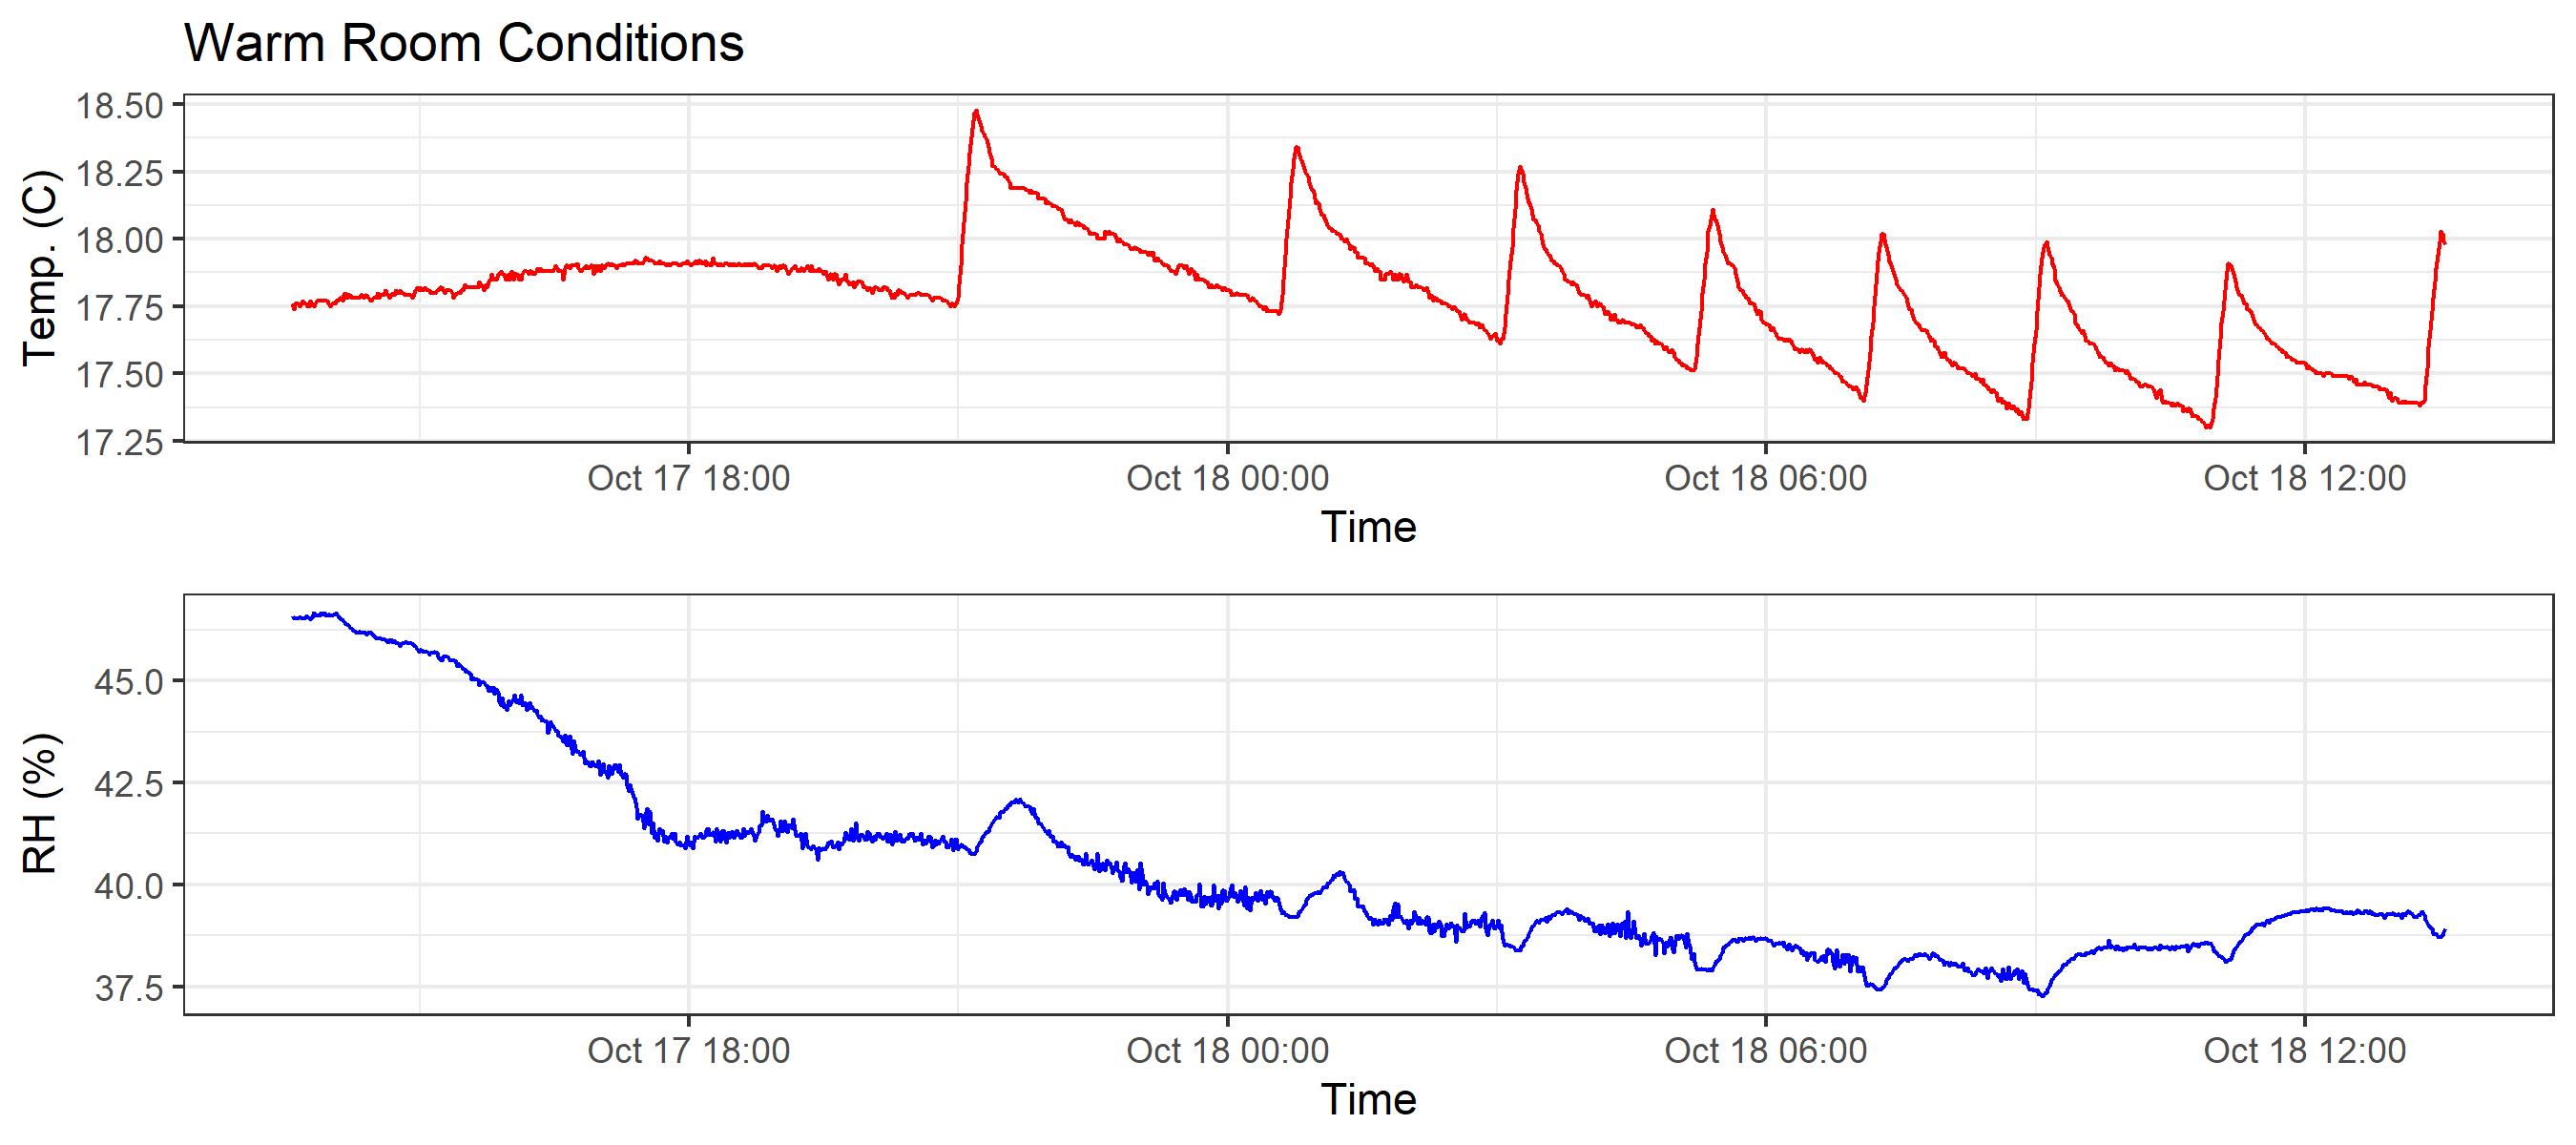 Warm Room Conditions
Temp. (C)
18.50
18.25
18.00
17.75
17.50
17.25
Oct 17 18:00 Oct 18 00:00 Oct 18 06:00 Oct 18 12:00
Time
RH (%)
45.0
42.5
40.0
37.5
Oct 17 18:00 Oct 18 00:00 Oct 18 06:00 Oct 18 12:00
Time